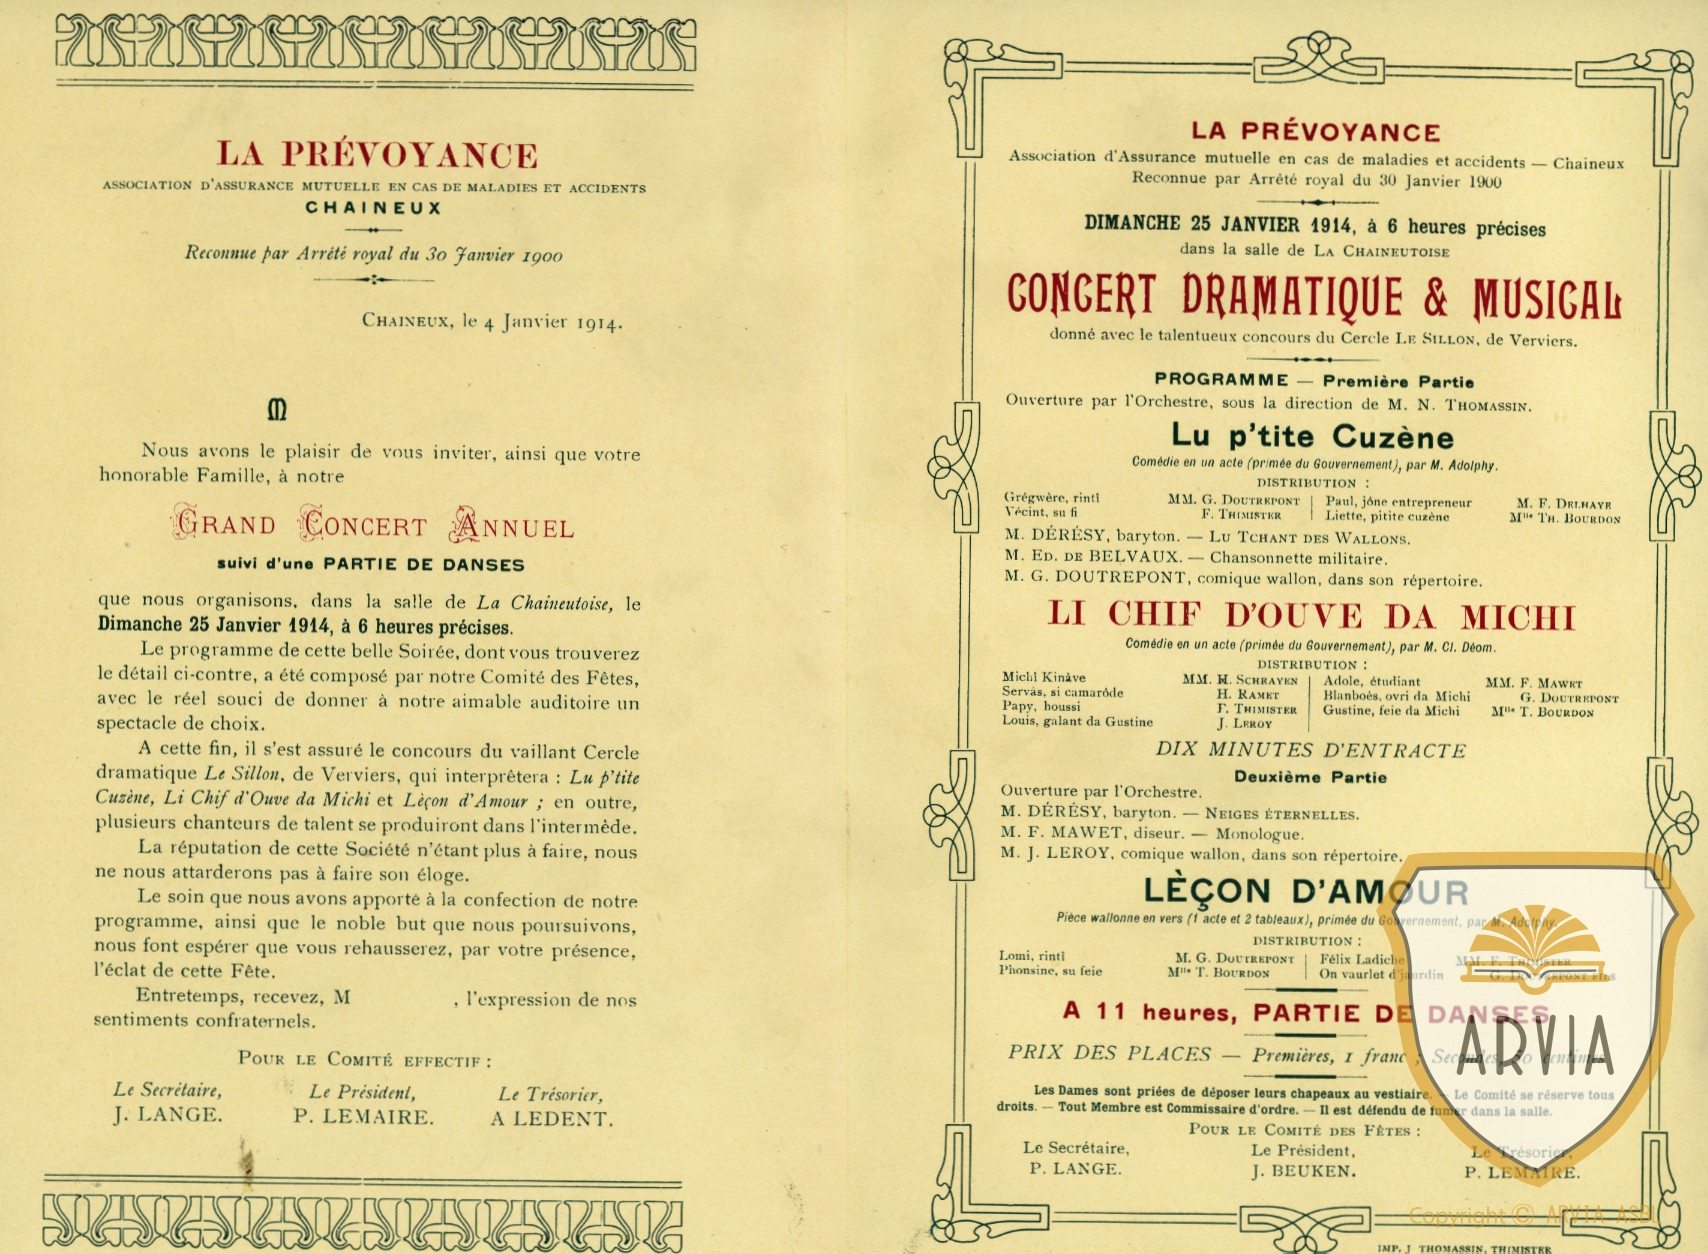 LA PRÉVOYANCE
ASSOCIATION D'ASSURANCE MUTUELLE EN CAS DE MALADIES ET ACCIDENTS
CHAINEUX
Reconnue par Arrêté royal du 30 Janvier 1900
CHAINEUX, le 4 Janvier 1914.
M
Nous avons le plaisir de vous inviter, ainsi que votre
honorable Famille, à notre
GRAND CONCERT ANNUEL
suivi d'une PARTIE DE DANSES
que nous organisons, dans la salle de La Chaineutoise, le
Dimanche 25 Janvier 1914, à 6 heures précises.
Le programme de cette belle Soirée, dont vous trouverez
le détail ci-contre, a été composé par notre Comité des Fêtes,
avec le réel souci de donner à notre aimable auditoire un
spectacle de choix.
A cette fin, il s'est assuré le concours du vaillant Cercle
dramatique Le Sillon, de Verviers, qui interprêtera : Lu p'tite
Cuzène, Li Chif d'Ouve da Michi et Lèçon d'Amour ; en outre,
plusieurs chanteurs de talent se produiront dans l'intermède.
La réputation de cette Société n'étant plus à faire, nous
ne nous attarderons pas à faire son éloge.
Le soin que nous avons apporté à la confection de notre
programme, ainsi que le noble but que nous poursuivons,
nous font espérer que vous rehausserez, par votre présence,
l'éclat de cette Fête.
Entretemps, recevez, M , l'expression de nos
sentiments confraternels.
POUR LE COMITÉ EFFECTIF :
Le Secrétaire, Le Président, Le Trésorier,
J. LANGE. P. LEMAIRE. A LEDENT.
LA PRÉVOYANCE
Association d'Assurance mutuelle en cas de maladies et accidents — Chaineux
Reconnue par Arrêté royal du 30 Janvier 1900
DIMANCHE 25 JANVIER 1914, à 6 heures précises
dans la salle de LA CHAINEUTOISE
CONCERT DRAMATIQUE & MUSICAL
donné avec le talentueux concours du Cercle LE SILLON, de Verviers.
PROGRAMME — Première Partie
Ouverture par l'Orchestre, sous la direction de M. N. THOMASSIN.
Lu p'tite Cuzène
Comédie en un acte (primée du Gouvernement), par M. Adolphy.
DISTRIBUTION :
Grégwère, rintî MM. G. DOUTREPONT Paul, jône entrepreneur M. F. DELHAYE
Vècint, su fi F. THIMISTER Liette, pitite cuzène Mlle TH. BOURDON
M. DÉRÉSY, baryton. — LU TCHANT DES WALLONS.
M. ED. DE BELVAUX. — Chansonnette militaire.
M. G. DOUTREPONT, comique wallon, dans son répertoire.
LI CHIF D'OUVE DA MICHI
Comédie en un acte (primée du Gouvernement), par M. Cl. Déom.
DISTRIBUTION :
Michî Kinâve MM. H. SCHRAYEN Adole, étudiant MM. F. MAWET
Servâs, si camarôde H. RAMET Blanboès, ovri da Michi G. DOUTREPONT
Papy, houssi F. THIMISTER Gustine, feie da Michi Mlle T. BOURDON
Louis, galant da Gustine J. LEROY
DIX MINUTES D'ENTRACTE
Deuxième Partie
Ouverture par l'Orchestre.
M. DÉRÉSY, baryton. — NEIGES ÉTERNELLES.
M. F. MAWET, diseur. — Monologue.
M. J. LEROY, comique wallon, dans son répertoire.
LÈÇON D'AMOUR
Pièce wallonne en vers (1 acte et 2 tableaux), primée du Gouvernement, par M. Adolphy.
DISTRIBUTION :
Lomi, rintî M. G. DOUTREPONT Félix Ladiche MM. F. THIMISTER
Phonsine, su feie Mlle T. BOURDON On vaurlet d'jaurdin G. DOUTREPONT FILS
A 11 heures, PARTIE DE DANSES
PRIX DES PLACES — Premières, 1 franc ; Secondes, 50 centimes
Les Dames sont priées de déposer leurs chapeaux au vestiaire. — Le Comité se réserve tous
droits. — Tout Membre est Commissaire d'ordre. — Il est défendu de fumer dans la salle.
POUR LE COMITÉ DES FÊTES :
Le Secrétaire, Le Président, Le Trésorier,
P. LANGE. J. BEUKEN. P. LEMAIRE.
IMP. J THOMASSIN, THIMISTER
ARVIA
Copyright © ARVIA ASBL